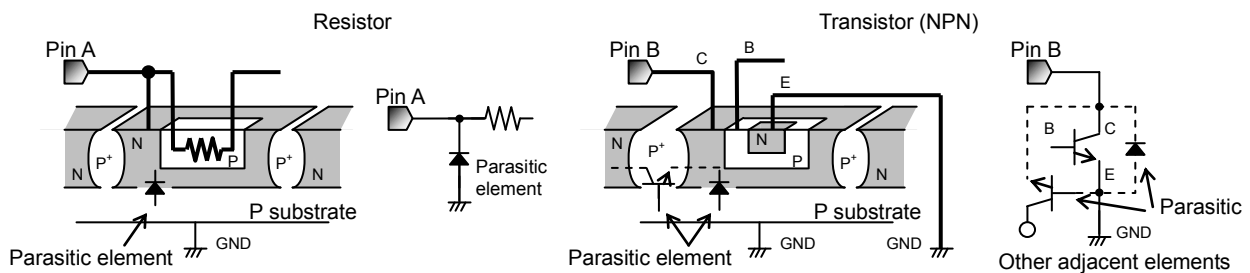 Resistor
Pin A
N
P+
P
N
P+
N
P substrate
GND
Parasitic element
Pin A
Parasitic
element
Transistor (NPN)
Pin B
C
B
E
N
P+
N
P
P+
N
N
P substrate
GND
GND
Parasitic element
Pin B
B
C
E
Parasitic
GND
Other adjacent elements